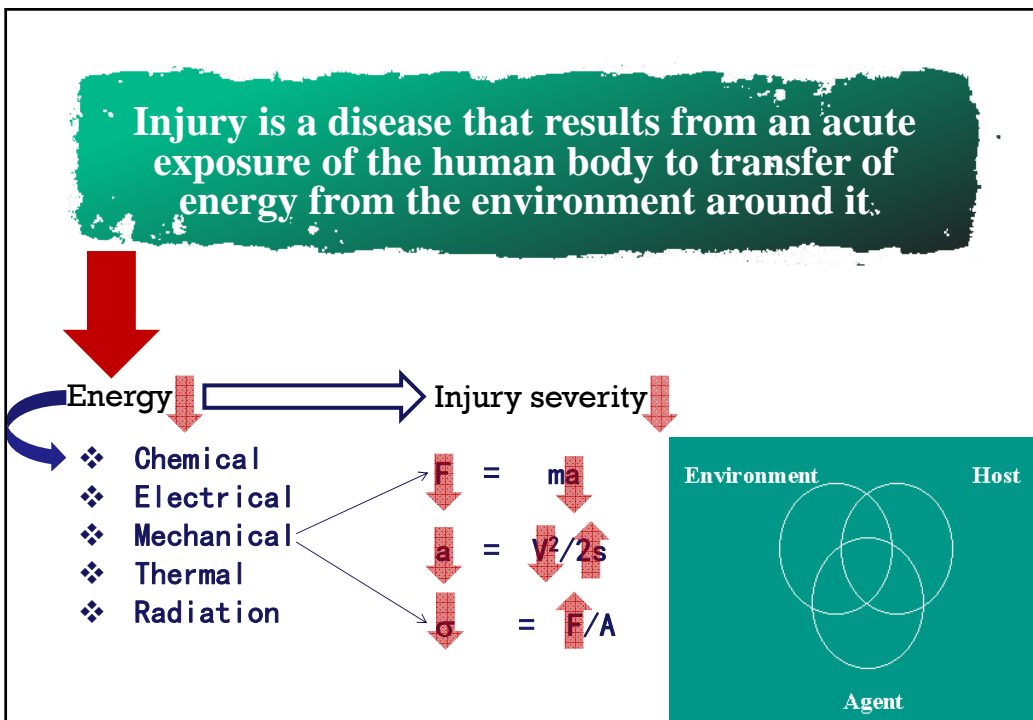 Injury is a disease that results from an acute
exposure of the human body to transfer of
energy from the environment around it.
Energy
Injury severity
❖ Chemical
❖ Electrical
❖ Mechanical
❖ Thermal
❖ Radiation
F = ma
a = V²/2s
σ = F/A
Environment
Host
Agent